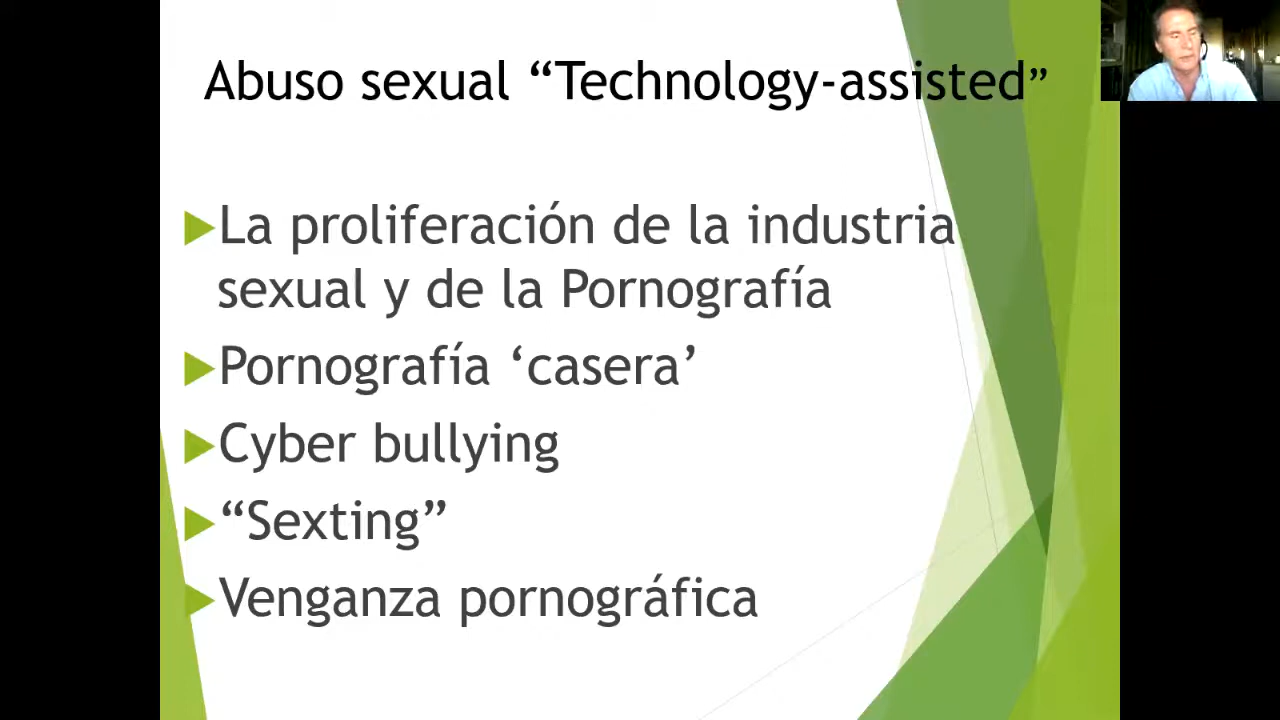 Abuso sexual “Technology-assisted”
La proliferación de la industria
sexual y de la Pornografía
Pornografía ‘casera’
Cyber bullying
“Sexting”
Venganza pornográfica